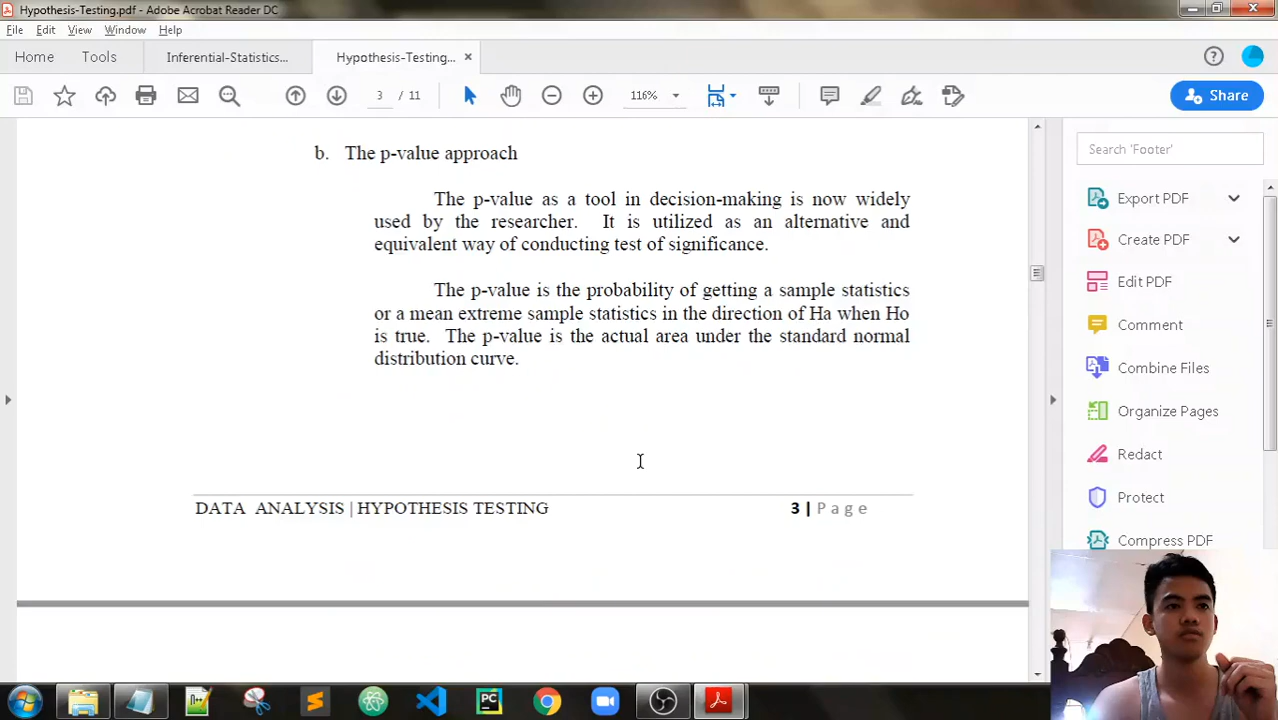 Hypothesis-Testing.pdf - Adobe Acrobat Reader DC
File Edit View Window Help
Home Tools Inferential-Statistics... Hypothesis-Testing... ×
3 / 11 116% Share
b. The p-value approach
The p-value as a tool in decision-making is now widely
used by the researcher. It is utilized as an alternative and
equivalent way of conducting test of significance.
The p-value is the probability of getting a sample statistics
or a mean extreme sample statistics in the direction of Ha when Ho
is true. The p-value is the actual area under the standard normal
distribution curve.
DATA ANALYSIS | HYPOTHESIS TESTING 3 | Page
Search 'Footer'
Export PDF
Create PDF
Edit PDF
Comment
Combine Files
Organize Pages
Redact
Protect
Compress PDF
PC